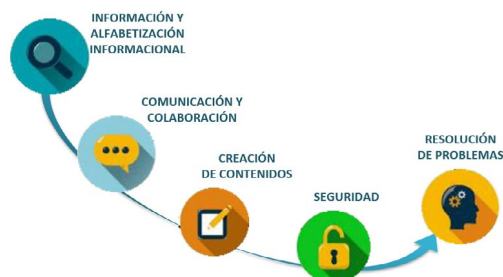 INFORMACIÓN Y
ALFABETIZACIÓN
INFORMACIONAL
COMUNICACIÓN Y
COLABORACIÓN
CREACIÓN
DE CONTENIDOS
SEGURIDAD
RESOLUCIÓN
DE PROBLEMAS